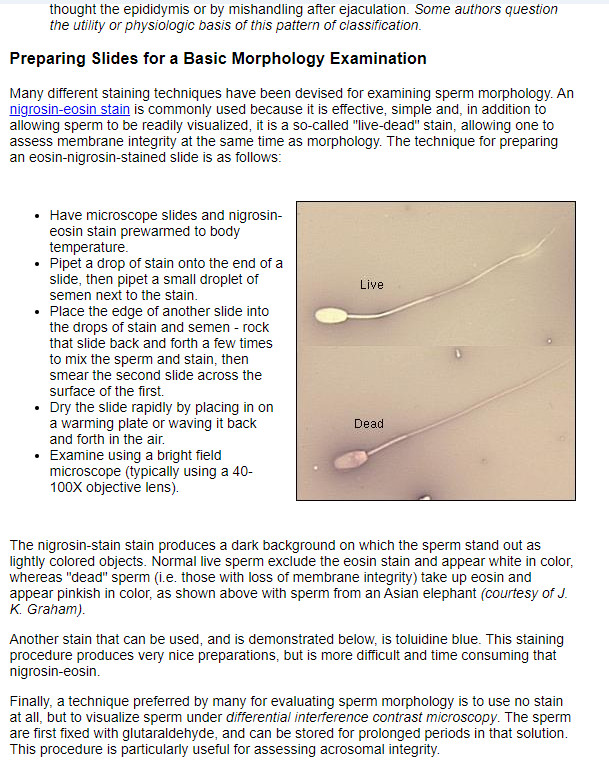 thought the epididymis or by mishandling after ejaculation. Some authors question
the utility or physiologic basis of this pattern of classification.
Preparing Slides for a Basic Morphology Examination
Many different staining techniques have been devised for examining sperm morphology. An
nigrosin-eosin stain is commonly used because it is effective, simple and, in addition to
allowing sperm to be readily visualized, it is a so-called "live-dead" stain, allowing one to
assess membrane integrity at the same time as morphology. The technique for preparing
an eosin-nigrosin-stained slide is as follows:
• Have microscope slides and nigrosin-
eosin stain prewarmed to body
temperature.
• Pipet a drop of stain onto the end of a
slide, then pipet a small droplet of
semen next to the stain.
• Place the edge of another slide into
the drops of stain and semen - rock
that slide back and forth a few times
to mix the sperm and stain, then
smear the second slide across the
surface of the first.
• Dry the slide rapidly by placing in on
a warming plate or waving it back
and forth in the air.
• Examine using a bright field
microscope (typically using a 40-
100X objective lens).
Live
Dead
The nigrosin-stain stain produces a dark background on which the sperm stand out as
lightly colored objects. Normal live sperm exclude the eosin stain and appear white in color,
whereas "dead" sperm (i.e. those with loss of membrane integrity) take up eosin and
appear pinkish in color, as shown above with sperm from an Asian elephant (courtesy of J.
K. Graham).
Another stain that can be used, and is demonstrated below, is toluidine blue. This staining
procedure produces very nice preparations, but is more difficult and time consuming that
nigrosin-eosin.
Finally, a technique preferred by many for evaluating sperm morphology is to use no stain
at all, but to visualize sperm under differential interference contrast microscopy. The sperm
are first fixed with glutaraldehyde, and can be stored for prolonged periods in that solution.
This procedure is particularly useful for assessing acrosomal integrity.